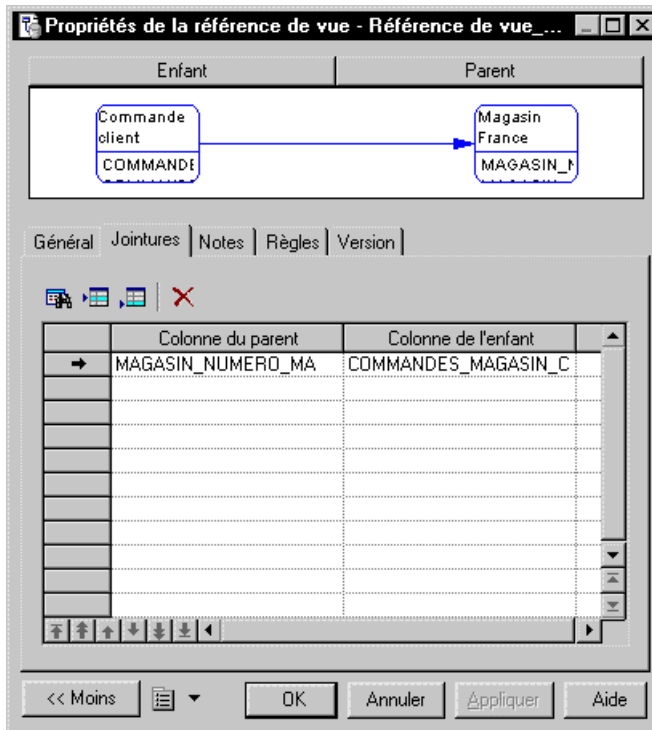 Propriétés de la référence de vue - Référence de vue_...
Enfant Parent
Commande
client
COMMANDE
Magasin
France
MAGASIN_N
Général Jointures Notes Règles Version
Colonne du parent Colonne de l'enfant
MAGASIN_NUMERO_MA COMMANDES_MAGASIN_C
<< Moins OK Annuler Appliquer Aide